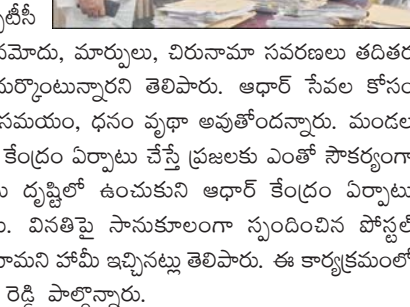 నమోదు, మార్పులు, చిరునామా సవరణలు తదితర
దుర్కొంటున్నారని తెలిపారు. ఆధార్ సేవల కోసం
సమయం, ధనం వృథా అవుతోందన్నారు. మండల
కేంద్రం ఏర్పాటు చేస్తే ప్రజలకు ఎంతో సౌకర్యంగా
దృష్టిలో ఉంచుకుని ఆధార్ కేంద్రం ఏర్పాటు
వినతిపై సానుకూలంగా స్పందించిన పోస్టల్
హామీ ఇచ్చినట్లు తెలిపారు. ఈ కార్యక్రమంలో
రెడ్డి పాల్గొన్నారు.